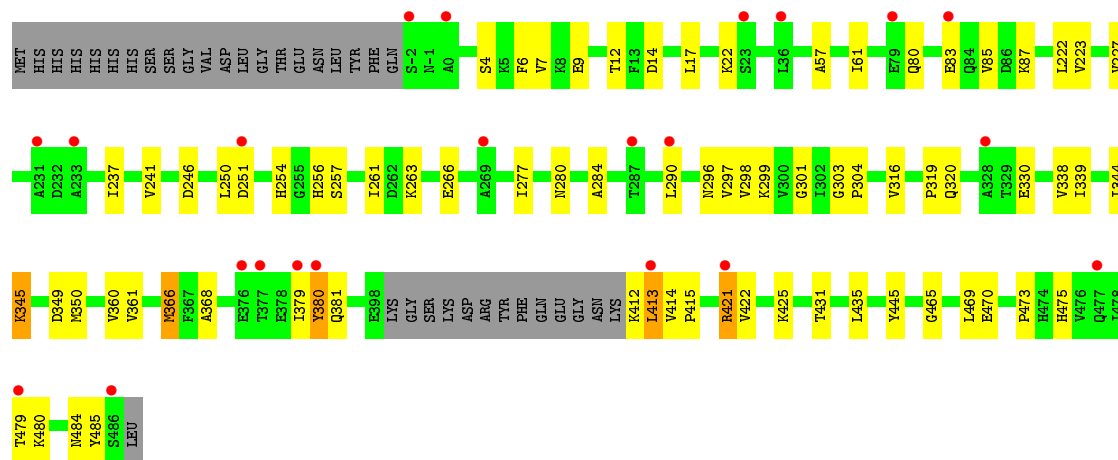 MET HIS HIS HIS HIS HIS HIS SER SER GLY VAL ASP LEU GLY THR GLU ASN LEU TYR PHE GLN S-2 N-1 A0 S4 K5 F6 V7 K8 E9 T12 F13 D14 L17 K22 S23 L36 A57 I61 E79 Q80 E83 Q84 V85 D86 K87 L222 V223 V227
A231 D232 A233 I237 V241 D246 L250 D251 H254 G255 H256 S257 I261 D262 K263 E266 A269 I277 N280 A284 T287 L290 N296 V297 V298 K299 V300 G301 I302 G303 P304 V316 P319 Q320 A328 T329 E330 V338 I339 I344
K345 D349 M350 V360 V361 M366 F367 A368 E376 T377 E378 I379 Y380 Q381 E398 LYS GLY SER LYS ASP ARG TYR PHE GLN GLU GLY ASN LYS K412 L413 V414 P415 R421 V422 K425 T431 L435 Y445 G465 L469 E470 P473 H474 H475 V476 Q477 I478
T479 K480 N484 Y485 S486 LEU